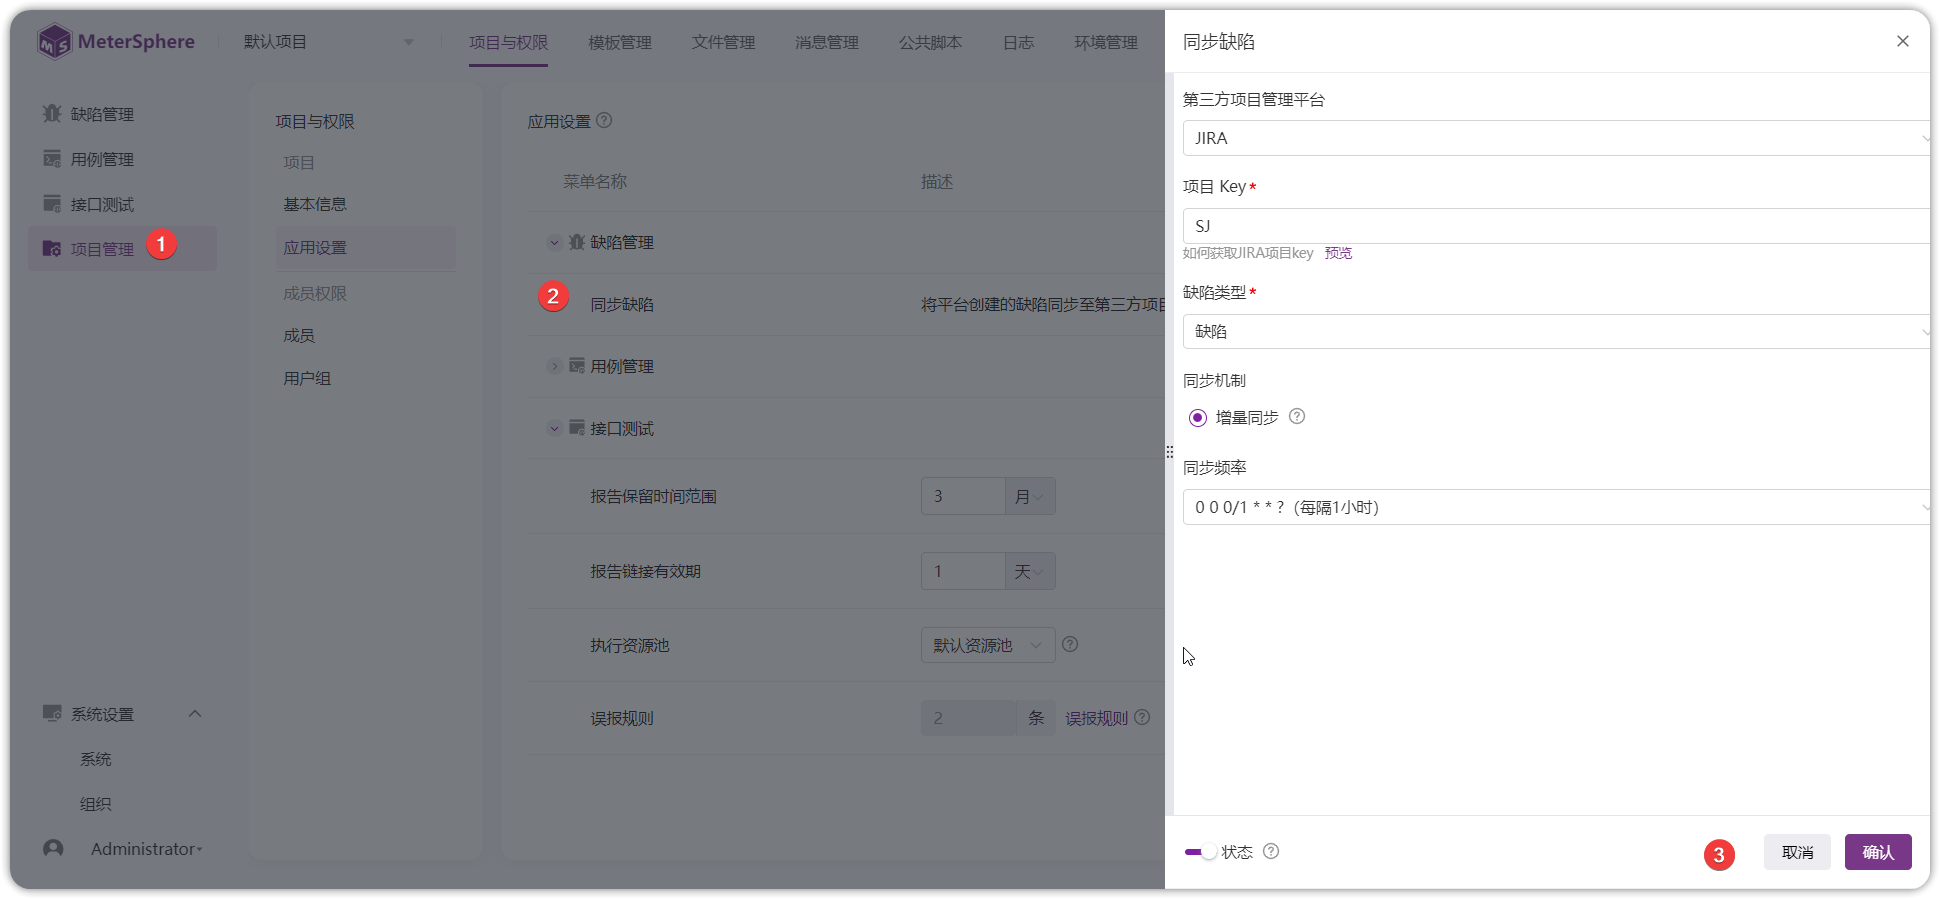 MeterSphere
默认项目
项目与权限
模板管理
文件管理
消息管理
公共脚本
日志
环境管理
缺陷管理
用例管理
接口测试
项目管理
1
系统设置
系统
组织
Administrator
项目与权限
项目
基本信息
应用设置
成员权限
成员
用户组
应用设置
菜单名称 描述
缺陷管理
2
同步缺陷 将平台创建的缺陷同步至第三方项目
用例管理
接口测试
报告保留时间范围 3 月
报告链接有效期 1 天
执行资源池 默认资源池
误报规则 2 条 误报规则
同步缺陷
第三方项目管理平台
JIRA
项目 Key*
SJ
如何获取JIRA项目key 预览
缺陷类型*
缺陷
同步机制
增量同步
同步频率
0 0 0/1 * * ?（每隔1小时）
状态
3
取消
确认